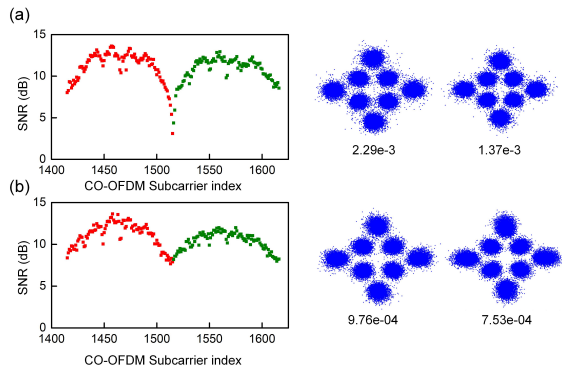 (a)
15
10
5
0
SNR (dB)
1400 1450 1500 1550 1600
CO-OFDM Subcarrier index
2.29e-3 1.37e-3
(b)
15
10
5
0
SNR (dB)
1400 1450 1500 1550 1600
CO-OFDM Subcarrier index
9.76e-04 7.53e-04